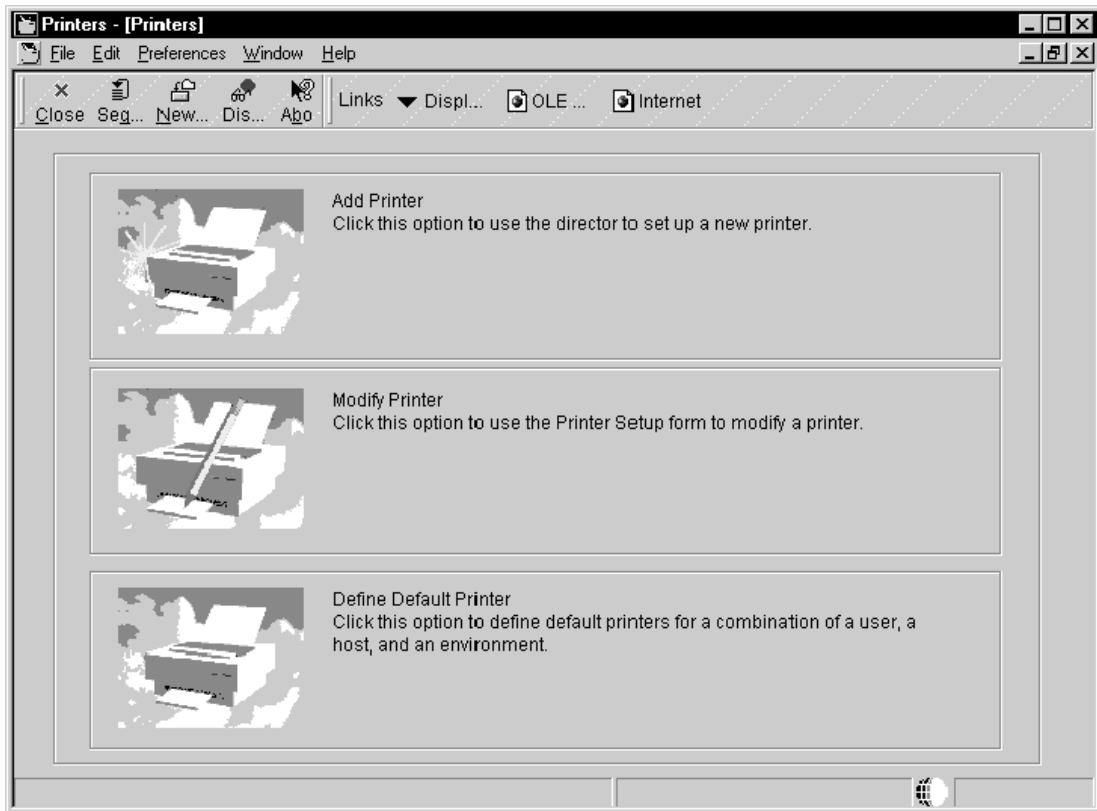 Printers - [Printers]
File Edit Preferences Window Help
Close Seq... New... Dis... Abo Links Displ... OLE ... Internet
Add Printer
Click this option to use the director to set up a new printer.
Modify Printer
Click this option to use the Printer Setup form to modify a printer.
Define Default Printer
Click this option to define default printers for a combination of a user, a
host, and an environment.